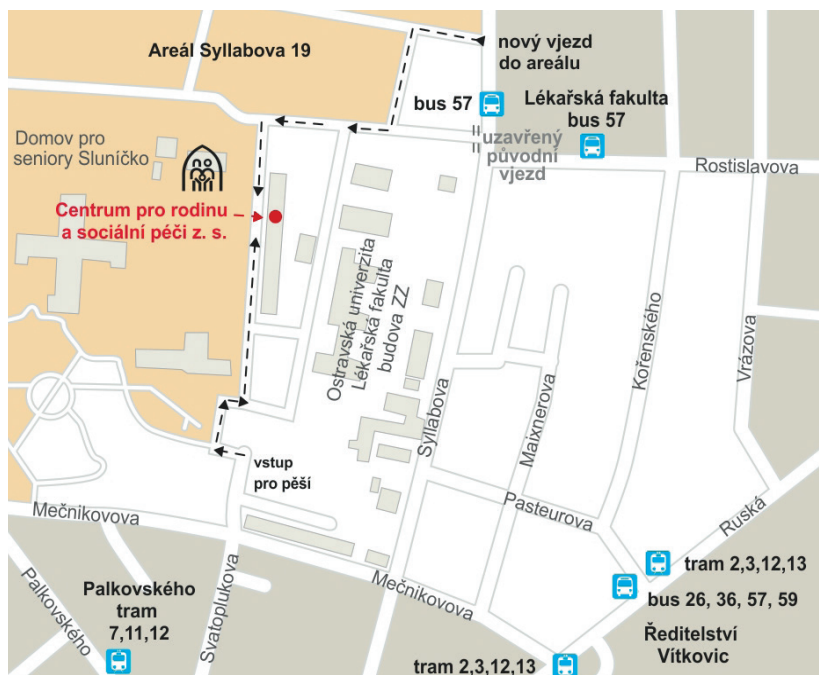 Areál Syllabova 19
nový vjezd
do areálu
bus 57
Lékařská fakulta
bus 57
uzavřený
původní
vjezd
Rostislavova
Domov pro
seniory Sluníčko
Centrum pro rodinu
a sociální péči z. s.
Ostravská univerzita
Lékařská fakulta
budova ZZ
Syllabova
Maixnerova
Kořenského
Vrázova
vstup
pro pěší
Mečnikovova
Pasteurova
Ruská
Palkovského
Palkovského
tram
7,11,12
Svatoplukova
Mečnikovova
tram 2,3,12,13
bus 26, 36, 57, 59
Ředitelství
Vítkovic
tram 2,3,12,13